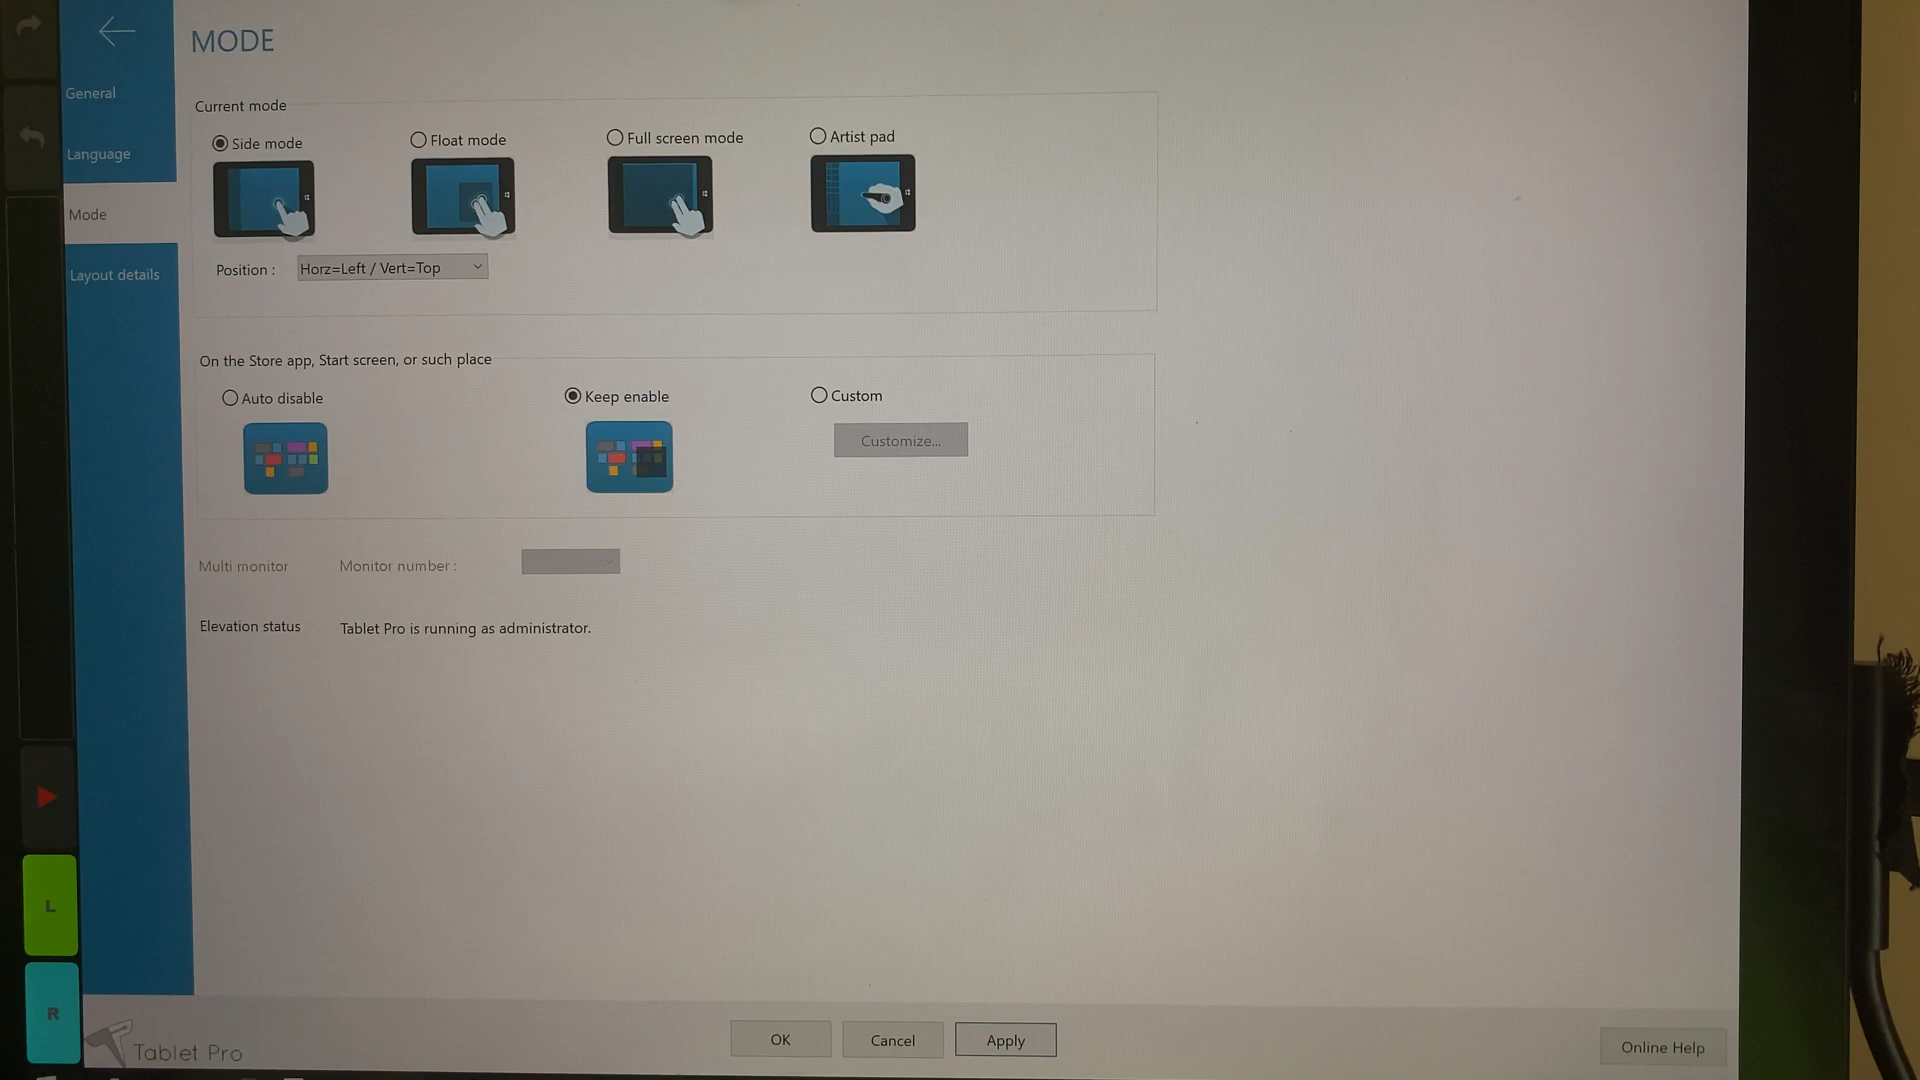 MODE
General
Language
Mode
Layout details
Current mode
Side mode
Float mode
Full screen mode
Artist pad
Position :
Horz=Left / Vert=Top
On the Store app, Start screen, or such place
Auto disable
Keep enable
Custom
Customize...
Multi monitor
Monitor number :
Elevation status
Tablet Pro is running as administrator.
L
R
Tablet Pro
OK
Cancel
Apply
Online Help